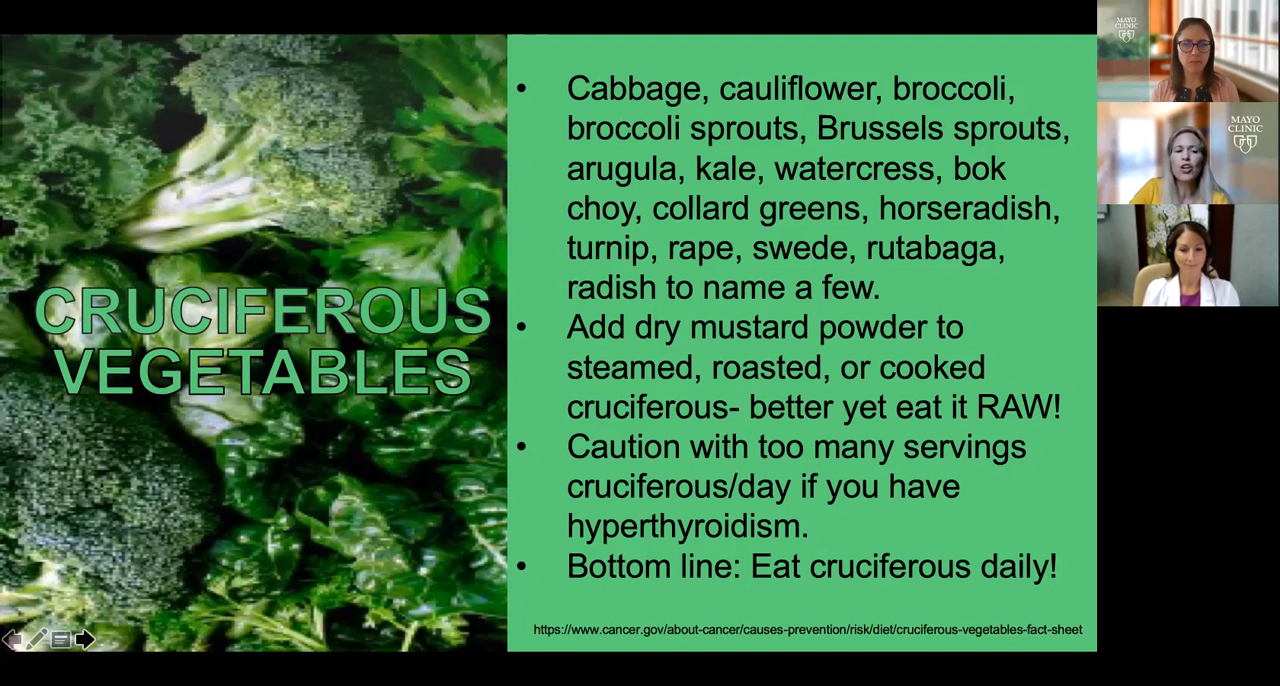 CRUCIFEROUS
VEGETABLES
• Cabbage, cauliflower, broccoli,
broccoli sprouts, Brussels sprouts,
arugula, kale, watercress, bok
choy, collard greens, horseradish,
turnip, rape, swede, rutabaga,
radish to name a few.
• Add dry mustard powder to
steamed, roasted, or cooked
cruciferous- better yet eat it RAW!
• Caution with too many servings
cruciferous/day if you have
hyperthyroidism.
• Bottom line: Eat cruciferous daily!
https://www.cancer.gov/about-cancer/causes-prevention/risk/diet/cruciferous-vegetables-fact-sheet
MAYO
CLINIC
MAYO
CLINIC